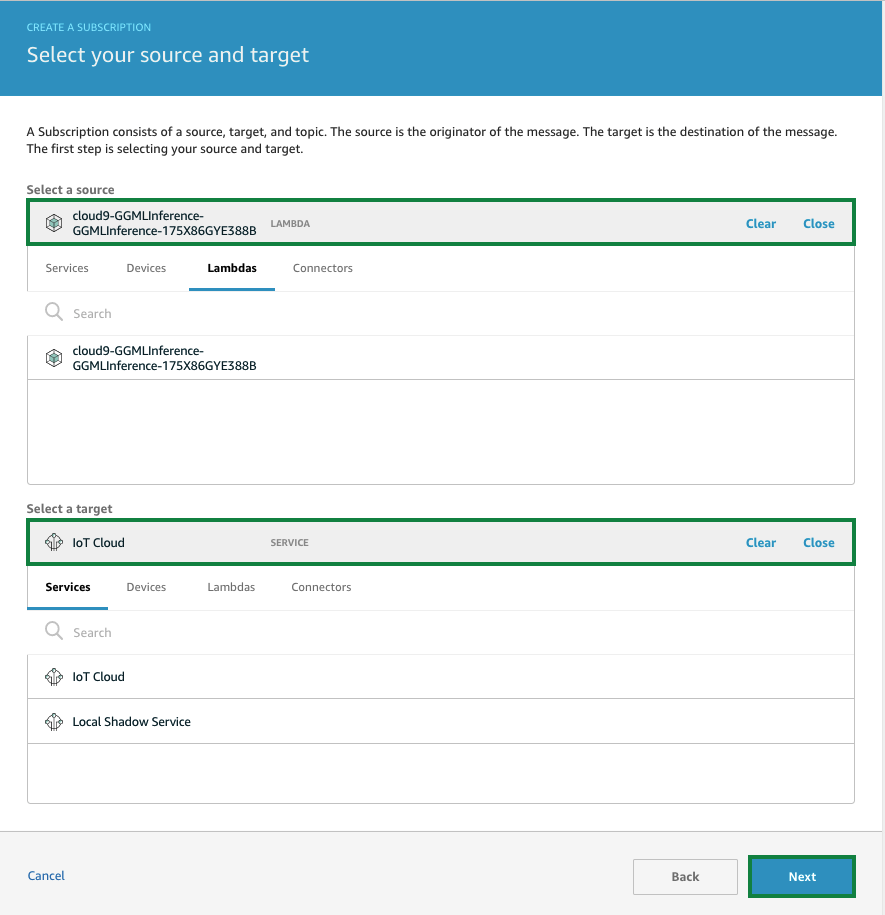 CREATE A SUBSCRIPTION
Select your source and target
A Subscription consists of a source, target, and topic. The source is the originator of the message. The target is the destination of the message.
The first step is selecting your source and target.
Select a source
cloud9-GGMLInference-
GGMLInference-175X86GYE388B
LAMBDA
Clear
Close
Services
Devices
Lambdas
Connectors
Search
cloud9-GGMLInference-
GGMLInference-175X86GYE388B
Select a target
IoT Cloud
SERVICE
Clear
Close
Services
Devices
Lambdas
Connectors
Search
IoT Cloud
Local Shadow Service
Cancel
Back
Next